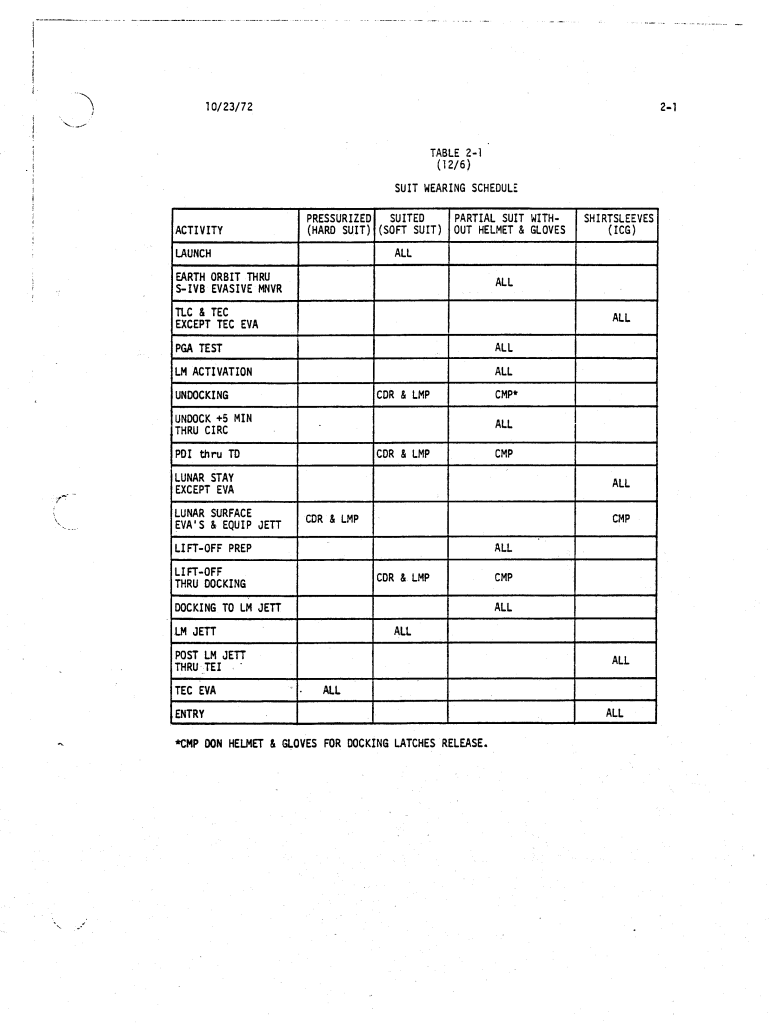 10/23/72 2-1
TABLE 2-1
(12/6)
SUIT WEARING SCHEDULE
PRESSURIZED SUITED PARTIAL SUIT WITH- SHIRTSLEEVES
ACTIVITY (HARD SUIT) (SOFT SUIT) OUT HELMET & GLOVES (ICG)
LAUNCH ALL
EARTH ORBIT THRU
S-IVB EVASIVE MNVR ALL
TLC & TEC
EXCEPT TEC EVA ALL
PGA TEST ALL
LM ACTIVATION ALL
UNDOCKING CDR & LMP CMP*
UNDOCK +5 MIN
THRU CIRC ALL
PDI thru TD CDR & LMP CMP
LUNAR STAY
EXCEPT EVA ALL
LUNAR SURFACE
EVA'S & EQUIP JETT CDR & LMP CMP
LIFT-OFF PREP ALL
LIFT-OFF
THRU DOCKING CDR & LMP CMP
DOCKING TO LM JETT ALL
LM JETT ALL
POST LM JETT
THRU TEI ALL
TEC EVA ALL
ENTRY ALL
*CMP DON HELMET & GLOVES FOR DOCKING LATCHES RELEASE.